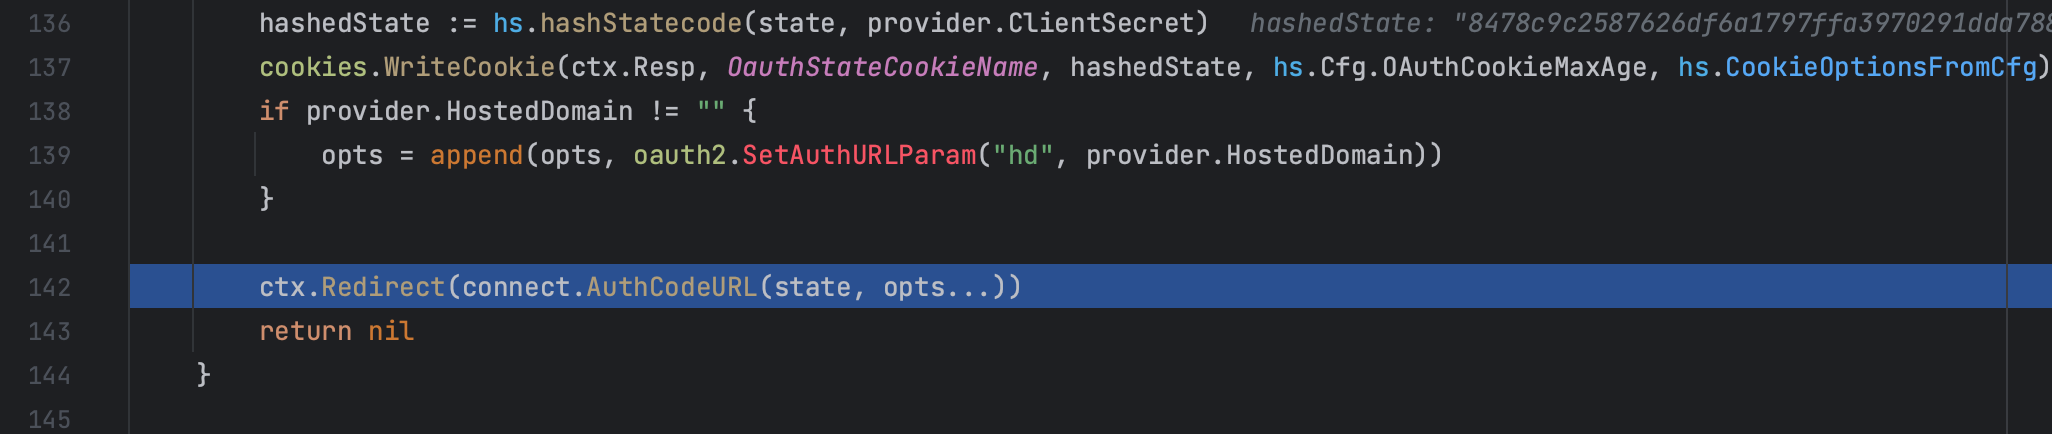 136 hashedState := hs.hashStatecode(state, provider.ClientSecret) hashedState: "8478c9c2587626df6a1797ffa3970291dda788
137 cookies.WriteCookie(ctx.Resp, OauthStateCookieName, hashedState, hs.Cfg.OAuthCookieMaxAge, hs.CookieOptionsFromCfg)
138 if provider.HostedDomain != "" {
139 opts = append(opts, oauth2.SetAuthURLParam("hd", provider.HostedDomain))
140 }
141
142 ctx.Redirect(connect.AuthCodeURL(state, opts...))
143 return nil
144 }
145